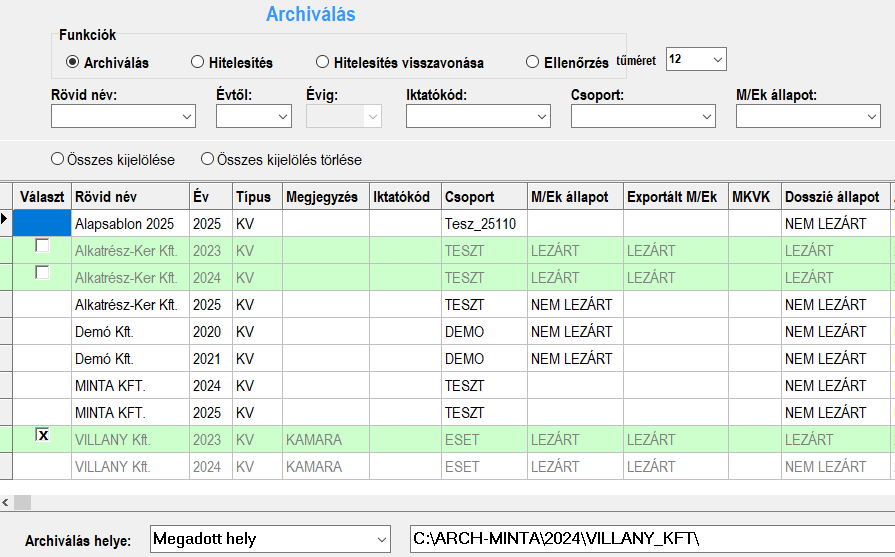 Archiválás
Funkciók
Archiválás Hitelesítés Hitelesítés visszavonása Ellenőrzés tűméret 12
Rövid név: Évtől: Évig: Iktatókód: Csoport: M/Ek állapot:
Összes kijelölése Összes kijelölés törlése
Választ Rövid név Év Típus Megjegyzés Iktatókód Csoport M/Ek állapot Exportált M/Ek MKVK Dosszié állapot
Alapsablon 2025 2025 KV Tesz_25110 NEM LEZÁRT
Alkatrész-Ker Kft. 2023 KV TESZT LEZÁRT LEZÁRT LEZÁRT
Alkatrész-Ker Kft. 2024 KV TESZT LEZÁRT LEZÁRT LEZÁRT
Alkatrész-Ker Kft. 2025 KV TESZT NEM LEZÁRT NEM LEZÁRT
Demó Kft. 2020 KV DEMO NEM LEZÁRT NEM LEZÁRT
Demó Kft. 2021 KV DEMO NEM LEZÁRT NEM LEZÁRT
MINTA KFT. 2024 KV TESZT NEM LEZÁRT
MINTA KFT. 2025 KV TESZT NEM LEZÁRT
X VILLANY Kft. 2023 KV KAMARA ESET LEZÁRT LEZÁRT LEZÁRT
VILLANY Kft. 2024 KV KAMARA ESET LEZÁRT LEZÁRT NEM LEZÁRT
Archiválás helye: Megadott hely C:\ARCH-MINTA\2024\VILLANY_KFT\